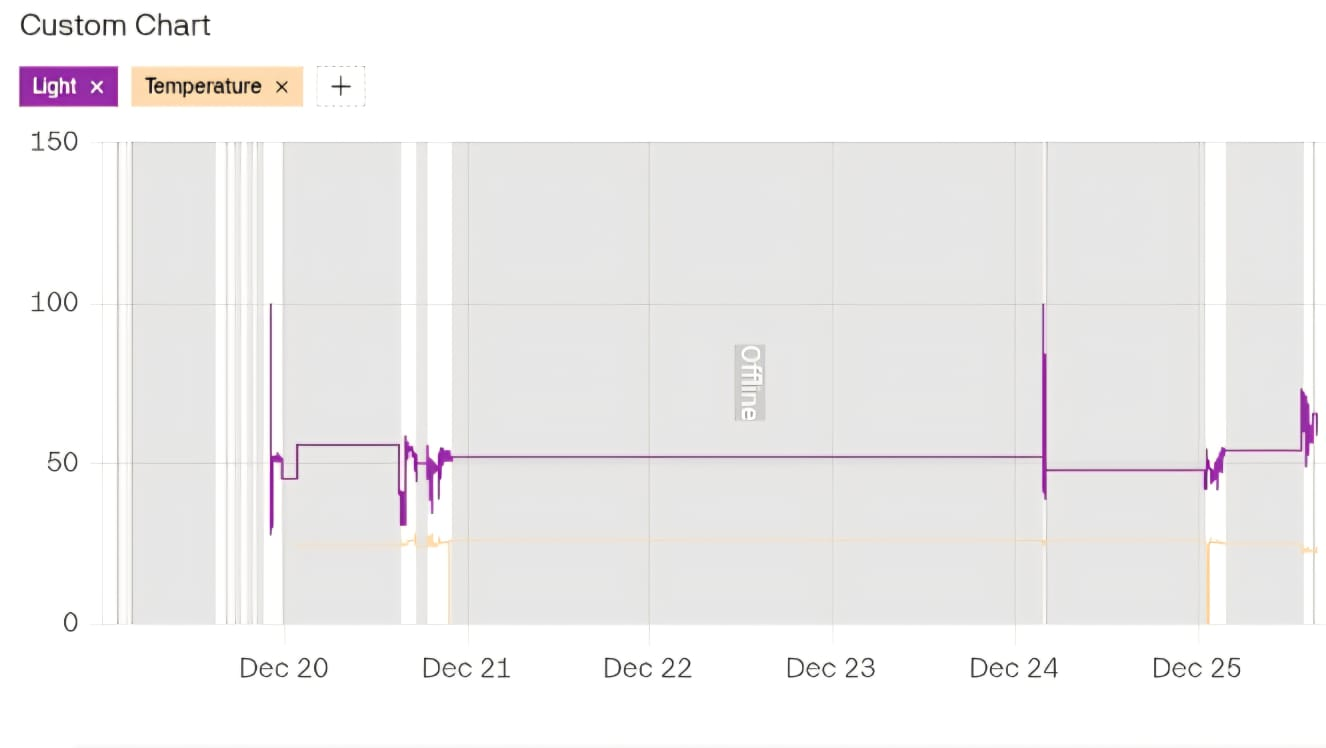 Custom Chart
Light × Temperature × +
150
100
50
0
Offline
Dec 20 Dec 21 Dec 22 Dec 23 Dec 24 Dec 25